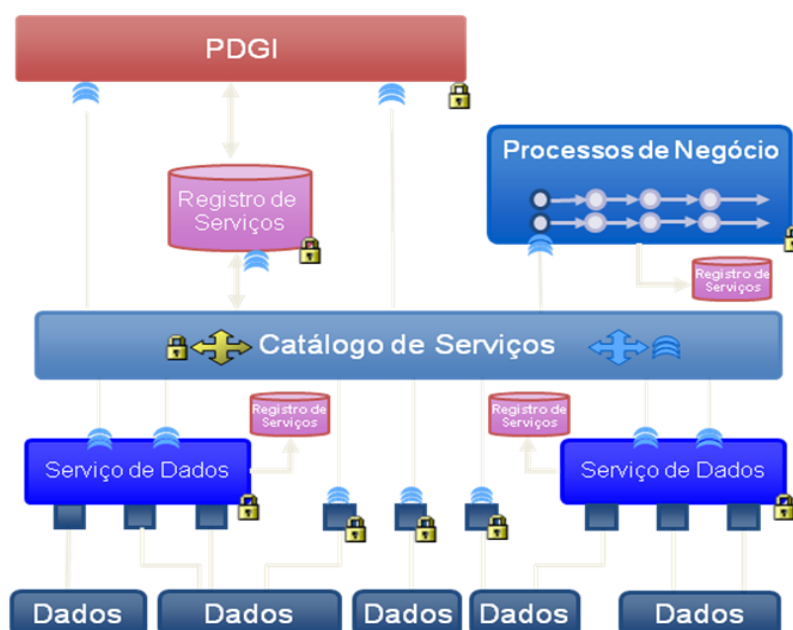 PDGI
Processos de Negócio
Registro de
Serviços
Registro de
Serviços
Catálogo de Serviços
Registro de
Serviços
Registro de
Serviços
Serviço de Dados
Serviço de Dados
Dados
Dados
Dados
Dados
Dados